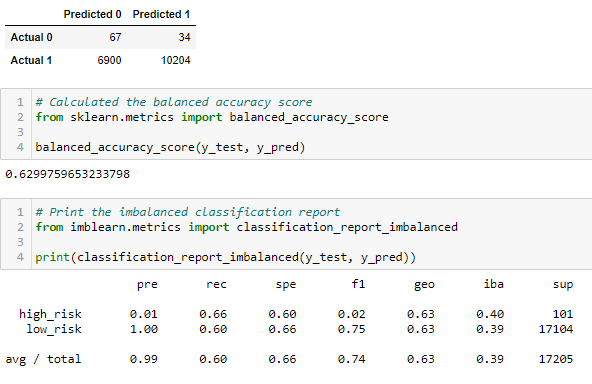 Predicted 0 Predicted 1
Actual 0 67 34
Actual 1 6900 10204
1 # Calculated the balanced accuracy score
2 from sklearn.metrics import balanced_accuracy_score
3
4 balanced_accuracy_score(y_test, y_pred)
0.6299759653233798
1 # Print the imbalanced classification report
2 from imblearn.metrics import classification_report_imbalanced
3
4 print(classification_report_imbalanced(y_test, y_pred))
pre rec spe f1 geo iba sup
high_risk 0.01 0.66 0.60 0.02 0.63 0.40 101
low_risk 1.00 0.60 0.66 0.75 0.63 0.39 17104
avg / total 0.99 0.60 0.66 0.74 0.63 0.39 17205